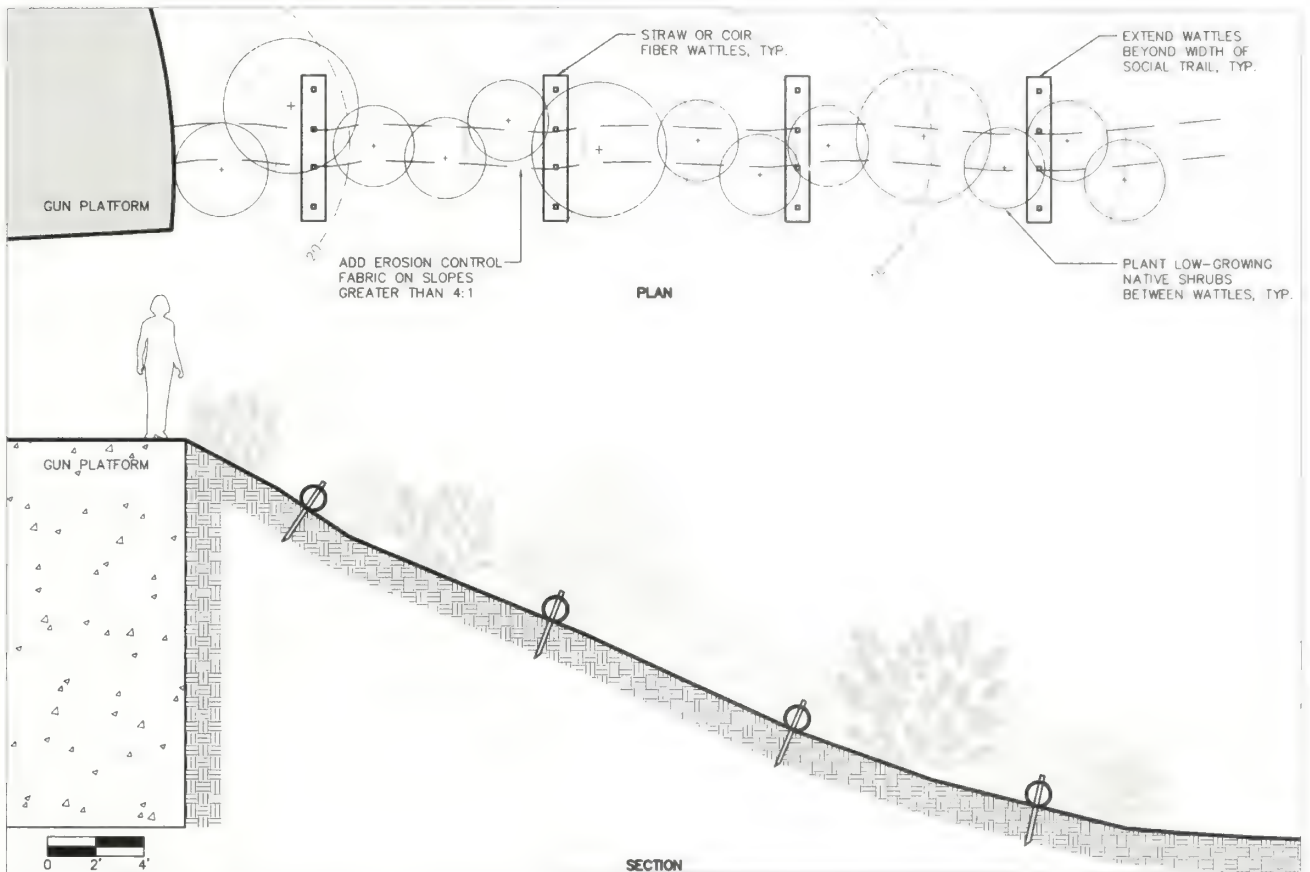 STRAW OR COIR
FIBER WATTLES, TYP.
EXTEND WATTLES
BEYOND WIDTH OF
SOCIAL TRAIL, TYP.
GUN PLATFORM
ADD EROSION CONTROL
FABRIC ON SLOPES
GREATER THAN 4:1
PLAN
PLANT LOW-GROWING
NATIVE SHRUBS
BETWEEN WATTLES, TYP.
GUN PLATFORM
0 2' 4'
SECTION